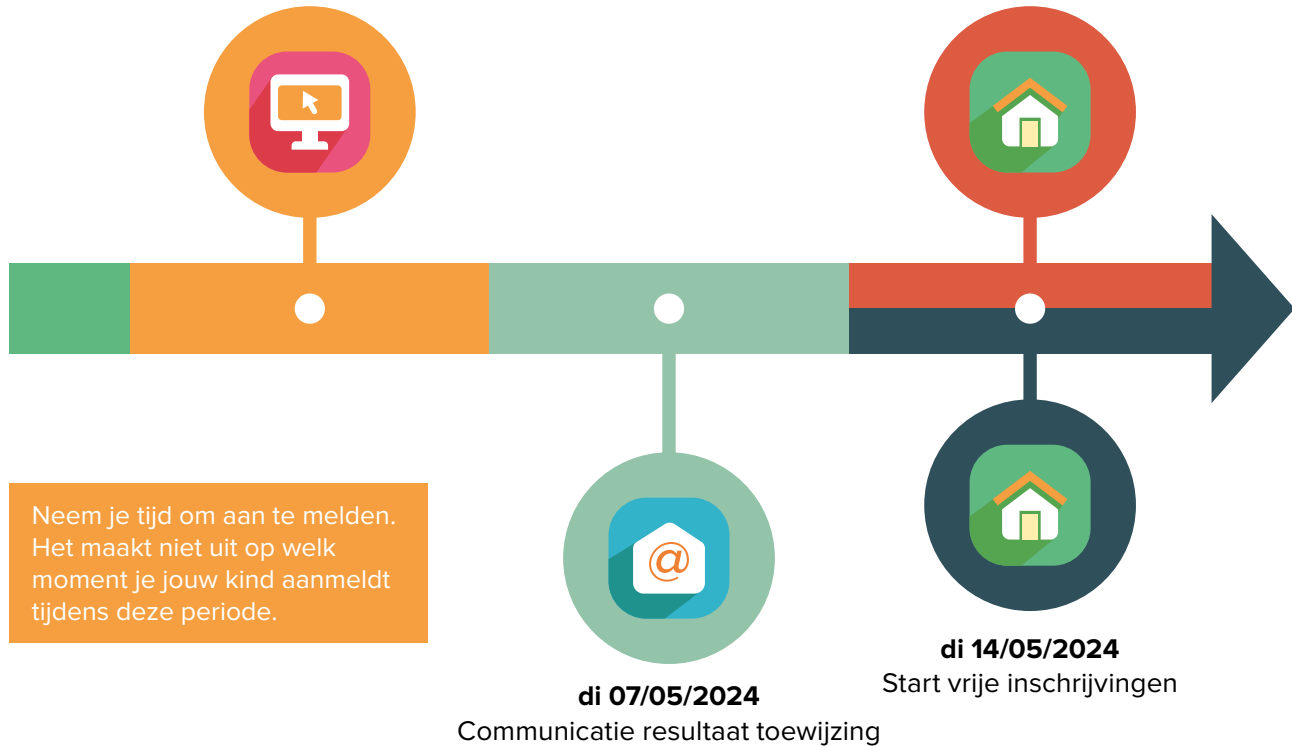 Neem je tijd om aan te melden.
Het maakt niet uit op welk
moment je jouw kind aanmeldt
tijdens deze periode.
@
di 07/05/2024
Communicatie resultaat toewijzing
di 14/05/2024
Start vrije inschrijvingen